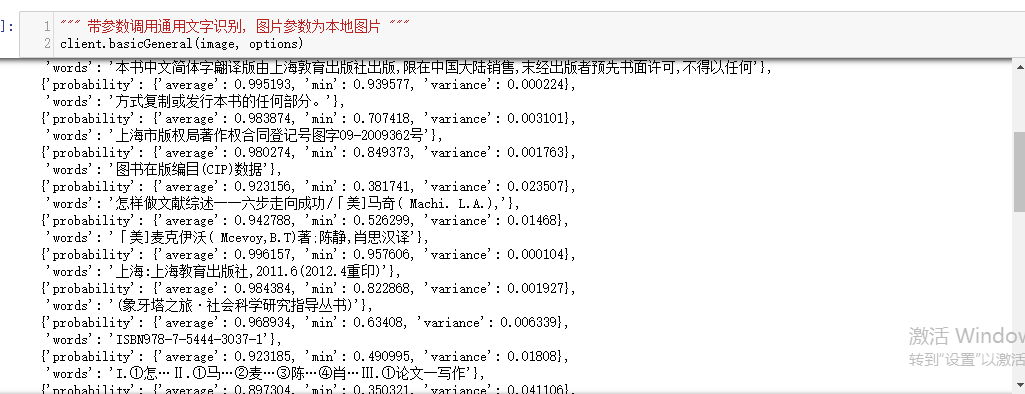 ]:
1 """ 带参数调用通用文字识别, 图片参数为本地图片 """
2 client.basicGeneral(image, options)
'words': '本书中文简体字翩译版由上海敦育出版社出版,限在中国大陆销售,末经出版者预先书面许可,不得以任何'},
{'probability': {'average': 0.995193, 'min': 0.939577, 'variance': 0.000224},
'words': '方式复制或发行本书的任何部分。'},
{'probability': {'average': 0.983874, 'min': 0.707418, 'variance': 0.003101},
'words': '上海市版权局著作权合同登记号图字09-2009362号'},
{'probability': {'average': 0.980274, 'min': 0.849373, 'variance': 0.001763},
'words': '图书在版编目(CIP)数据'},
{'probability': {'average': 0.923156, 'min': 0.381741, 'variance': 0.023507},
'words': '怎样做文献综述一一六步走向成功/「美]马奇( Machi. L.A.),'},
{'probability': {'average': 0.942788, 'min': 0.526299, 'variance': 0.01468},
'words': '「美]麦克伊沃( Mcevoy,B.T)著;陈静,肖思汉译'},
{'probability': {'average': 0.996157, 'min': 0.957606, 'variance': 0.000104},
'words': '上海:上海教育出版社,2011.6(2012.4重印)'},
{'probability': {'average': 0.984384, 'min': 0.822868, 'variance': 0.001927},
'words': '(象牙塔之旅·社会科学研究指导丛书)'},
{'probability': {'average': 0.968934, 'min': 0.63408, 'variance': 0.006339},
'words': 'ISBN978-7-5444-3037-1'},
{'probability': {'average': 0.923185, 'min': 0.490995, 'variance': 0.01808},
'words': 'I.①怎…Ⅱ.①马…②麦…③陈…④肖…Ⅲ.①论文一写作'},
{'probability': {'average': 0.897304, 'min': 0.350321, 'variance': 0.041106},
激活 Window
转到"设置"以激活